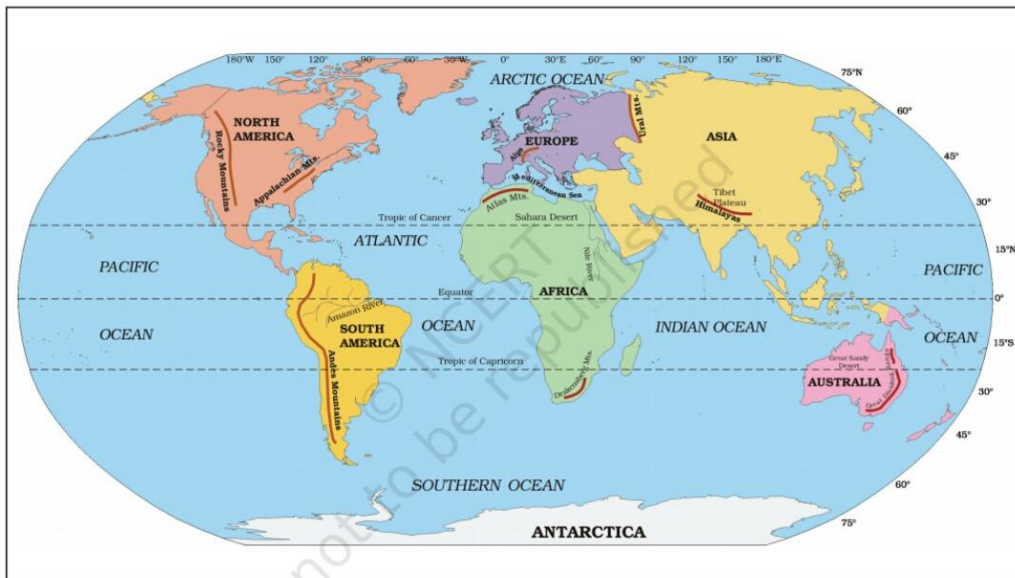 180°W 150° 120° 90° 60° 30°W 0° 30°E 60° 90° 120° 150° 180°E
75°N
ARCTIC OCEAN
60°
NORTH
AMERICA
EUROPE
Ural Mts.
ASIA
45°
Rocky Mountains
Appalachian Mts.
Alps
Mediterranean Sea
Atlas Mts.
Tibet
Plateau
Himalayas
30°
Tropic of Cancer
Sahara Desert
ATLANTIC
15°N
Nile River
PACIFIC
PACIFIC
Equator
AFRICA
0°
Amazon River
OCEAN
SOUTH
AMERICA
OCEAN
INDIAN OCEAN
OCEAN
15°S
Tropic of Capricorn
Great Sandy
Desert
Andes Mountains
Drakensberg Mts.
AUSTRALIA
Great Dividing Range
30°
45°
SOUTHERN OCEAN
60°
75°
ANTARCTICA
© NCERT
not to be republished